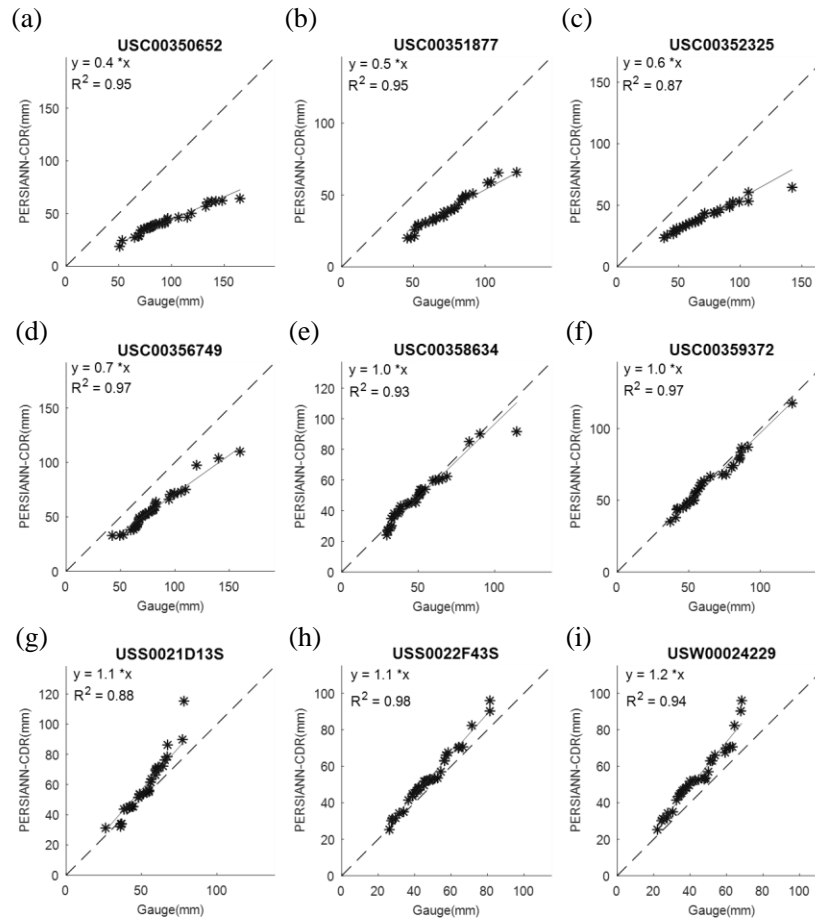 (a) (b) (c)
USC00350652 USC00351877 USC00352325
y = 0.4 *x y = 0.5 *x y = 0.6 *x
R² = 0.95 R² = 0.95 R² = 0.87
PERSIANN-CDR(mm) PERSIANN-CDR(mm) PERSIANN-CDR(mm)
150 100 50 0
100 50 0
150 100 50 0
0 50 100 150 0 50 100 0 50 100 150
Gauge(mm) Gauge(mm) Gauge(mm)
(d) (e) (f)
USC00356749 USC00358634 USC00359372
y = 0.7 *x y = 1.0 *x y = 1.0 *x
R² = 0.97 R² = 0.93 R² = 0.97
PERSIANN-CDR(mm) PERSIANN-CDR(mm) PERSIANN-CDR(mm)
150 100 50 0
120 100 80 60 40 20 0
100 50 0
0 50 100 150 0 50 100 0 50 100
Gauge(mm) Gauge(mm) Gauge(mm)
(g) (h) (i)
USS0021D13S USS0022F43S USW00024229
y = 1.1 *x y = 1.1 *x y = 1.2 *x
R² = 0.88 R² = 0.98 R² = 0.94
PERSIANN-CDR(mm) PERSIANN-CDR(mm) PERSIANN-CDR(mm)
120 100 80 60 40 20 0
100 80 60 40 20 0
100 80 60 40 20 0
0 50 100 0 20 40 60 80 100 0 20 40 60 80 100
Gauge(mm) Gauge(mm) Gauge(mm)